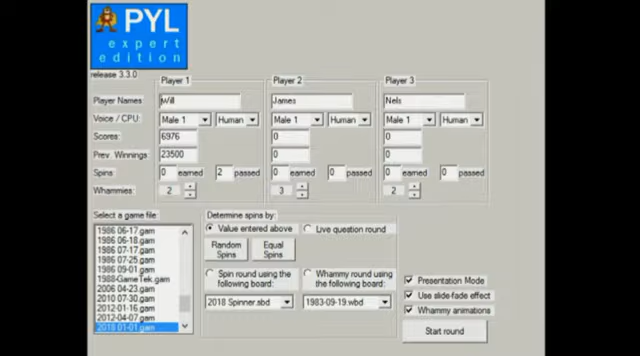 PYL
expert
edition
release 3.3.0
Player 1 Player 2 Player 3
Player Names: Will James Nels
Voice / CPU: Male 1 Human Male 1 Human Male 1 Human
Scores: 6976 0 0
Prev. Winnings 23500 0 0
Spins 0 earned 2 passed 0 earned 0 passed 0 earned 0 passed
Whammies: 2 3 2
Select a game file: Determine spins by:
1986 06-17.gam
1986 06-18.gam
1986 07-17.gam
1986 07-25.gam
1986 09-01.gam
1988-GameTek.gam
2006 04-23.gam
2010 07-30.gam
2012-01-16.gam
2012-04-07.gam
2018 01-01.gam
Value entered above Live question round
Random Spins Equal Spins
Spin round using the following board: Whammy round using the following board:
2018 Spinner.sbd 1983-09-19.wbd
Presentation Mode
Use slide-fade effect
Whammy animations
Start round